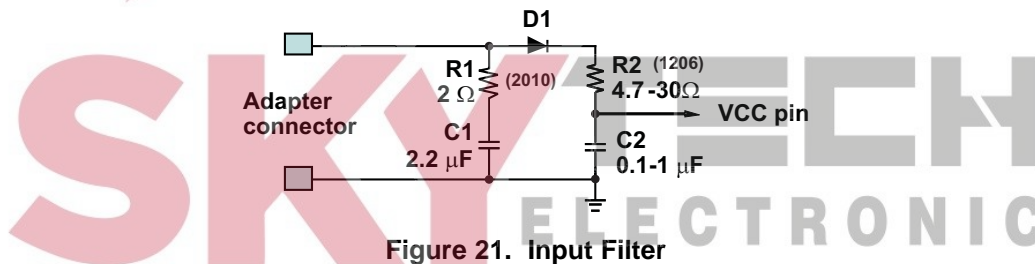 D1
R1
(2010)
2 Ω
R2 (1206)
4.7-30Ω
Adapter
connector
VCC pin
C1
2.2 μF
C2
0.1-1 μF
SKYTECH
ELECTRONIC
Figure 21. Input Filter